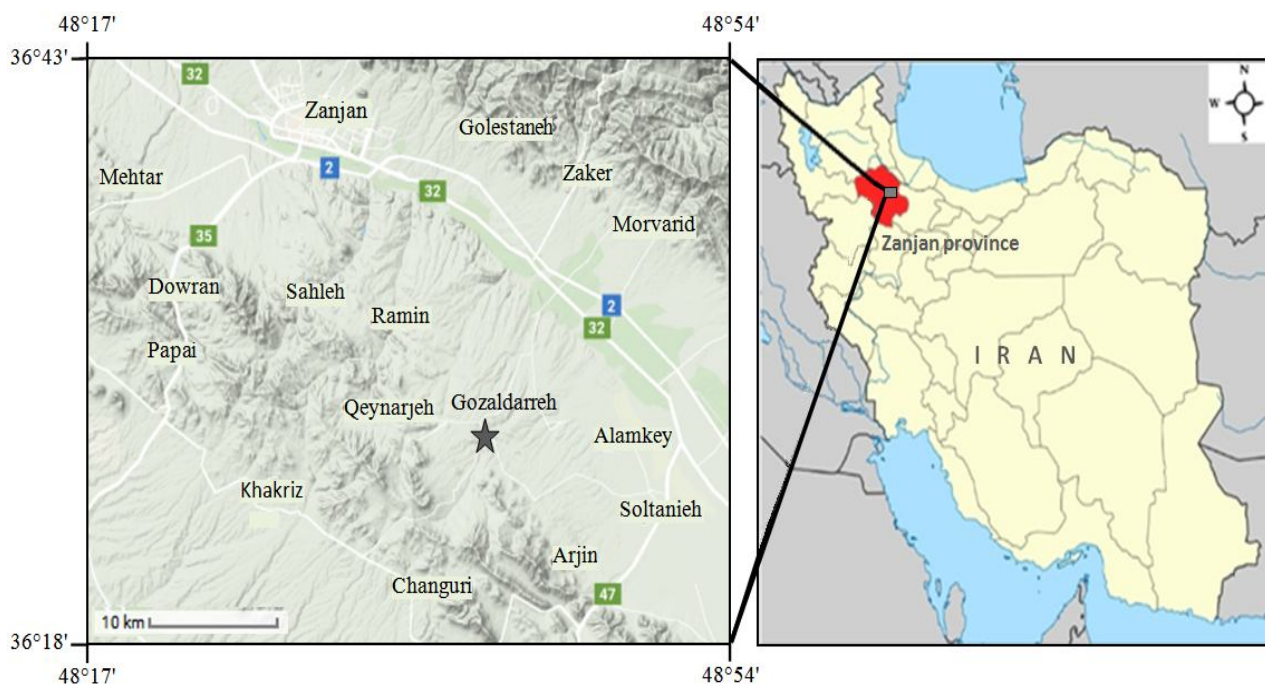 48°17'
48°54'
36°43'
32
Zanjan
Golestaneh
2
Zaker
Mehtar
32
Morvarid
35
Dowran
Sahleh
2
Ramin
32
Papai
Qeynarjeh
Gozaldarreh
Alamkey
Khakriz
Soltanieh
Arjin
Changuri
47
10 km
36°18'
48°17'
48°54'
N
W
S
Zanjan province
I R A N